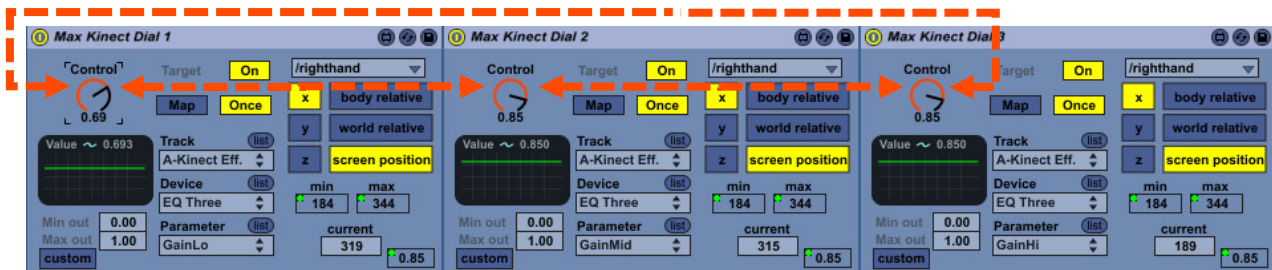 Max Kinect Dial 1
Control
0.69
Target On
Map Once
/righthand
x body relative
y world relative
z screen position
Value 0.693
Track list
A-Kinect Eff.
Device list
EQ Three
Parameter list
GainLo
Min out 0.00
Max out 1.00
custom
min max
184 344
current
319
0.85
Max Kinect Dial 2
Control
0.85
Target On
Map Once
/righthand
x body relative
y world relative
z screen position
Value 0.850
Track list
A-Kinect Eff.
Device list
EQ Three
Parameter list
GainMid
Min out 0.00
Max out 1.00
custom
min max
184 344
current
315
0.85
Max Kinect Dial 3
Control
0.85
Target On
Map Once
/righthand
x body relative
y world relative
z screen position
Value 0.850
Track list
A-Kinect Eff.
Device list
EQ Three
Parameter list
GainHi
Min out 0.00
Max out 1.00
custom
min max
184 344
current
189
0.85